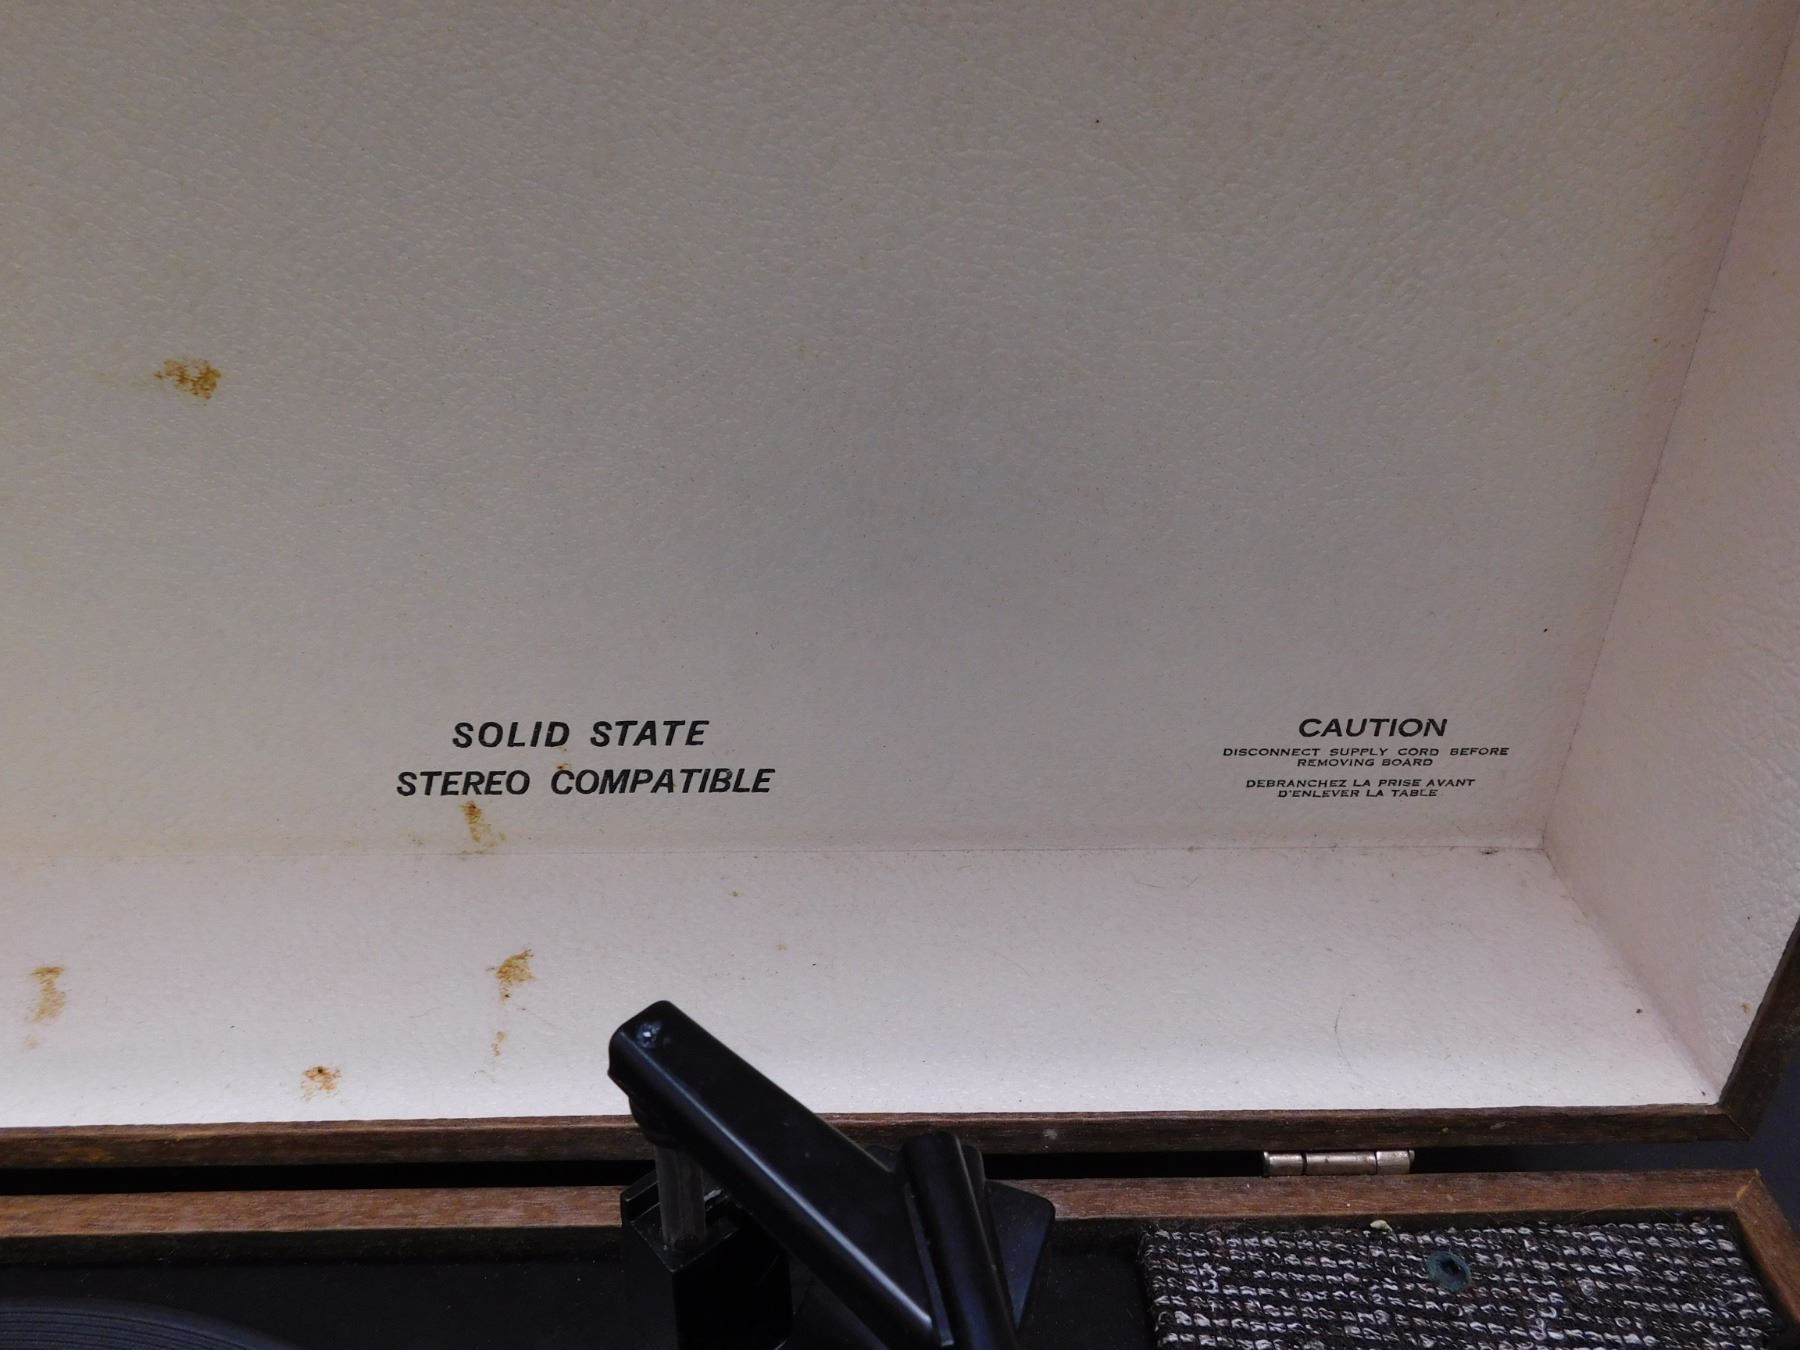 SOLID STATE
STEREO COMPATIBLE
CAUTION
DISCONNECT SUPPLY CORD BEFORE
REMOVING BOARD
DEBRANCHEZ LA PRISE AVANT
D'ENLEVER LA TABLE